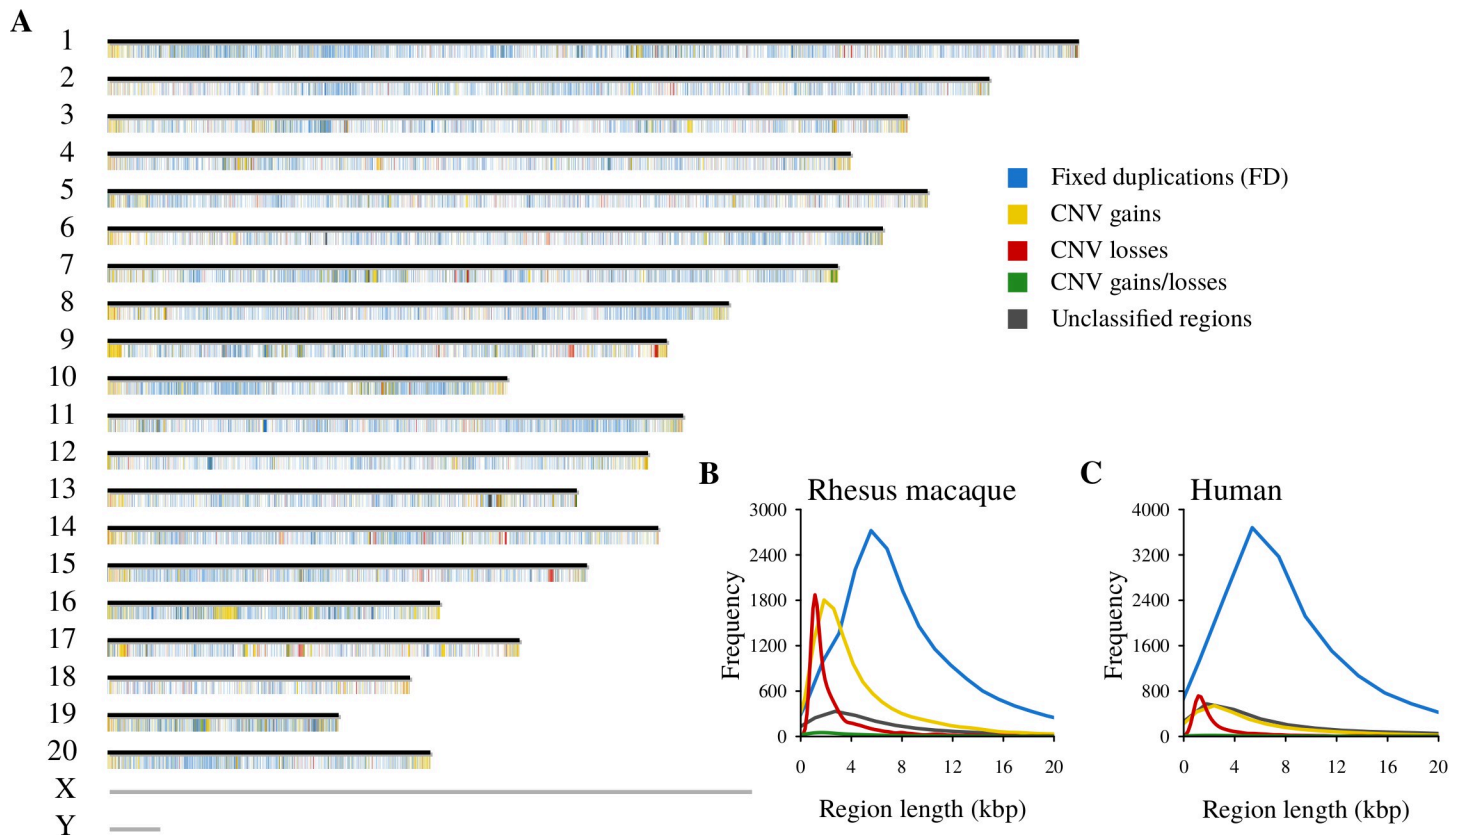 A
1
2
3
4
5
6
7
8
9
10
11
12
13
14
15
16
17
18
19
20
X
Y
Fixed duplications (FD)
CNV gains
CNV losses
CNV gains/losses
Unclassified regions
B
Rhesus macaque
3000
2400
1800
1200
600
0
Frequency
0 4 8 12 16 20
Region length (kbp)
C
Human
4000
3200
2400
1600
800
0
Frequency
0 4 8 12 16 20
Region length (kbp)